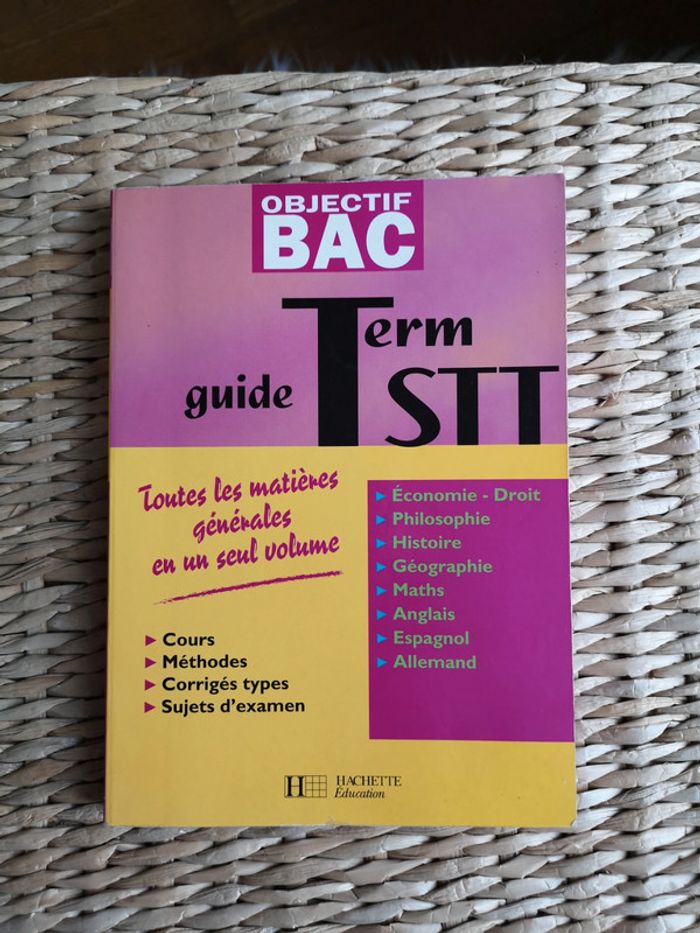 OBJECTIF
BAC
guide Term
STT
Toutes les matières
générales
en un seul volume
▶ Cours
▶ Méthodes
▶ Corrigés types
▶ Sujets d'examen
▶ Économie - Droit
▶ Philosophie
▶ Histoire
▶ Géographie
▶ Maths
▶ Anglais
▶ Espagnol
▶ Allemand
H HACHETTE
Éducation